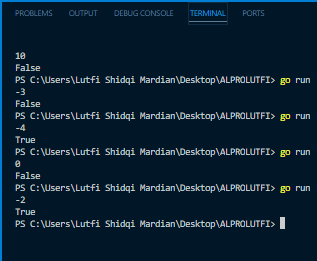 PROBLEMS OUTPUT DEBUG CONSOLE TERMINAL PORTS
10
False
PS C:\Users\Lutfi Shidqi Mardian\Desktop\ALPROLUTFI> go run
-3
False
PS C:\Users\Lutfi Shidqi Mardian\Desktop\ALPROLUTFI> go run
-4
True
PS C:\Users\Lutfi Shidqi Mardian\Desktop\ALPROLUTFI> go run
0
False
PS C:\Users\Lutfi Shidqi Mardian\Desktop\ALPROLUTFI> go run
-2
True
PS C:\Users\Lutfi Shidqi Mardian\Desktop\ALPROLUTFI>